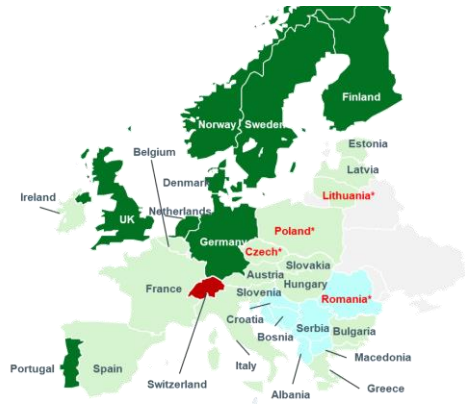 Finland
Norway
Sweden
Estonia
Belgium
Latvia
Denmark
Lithuania*
Ireland
Netherlands
UK
Poland*
Germany
Czech*
Slovakia
Austria
France
Hungary
Slovenia
Romania*
Croatia
Serbia
Bulgaria
Bosnia
Macedonia
Portugal
Spain
Italy
Switzerland
Greece
Albania